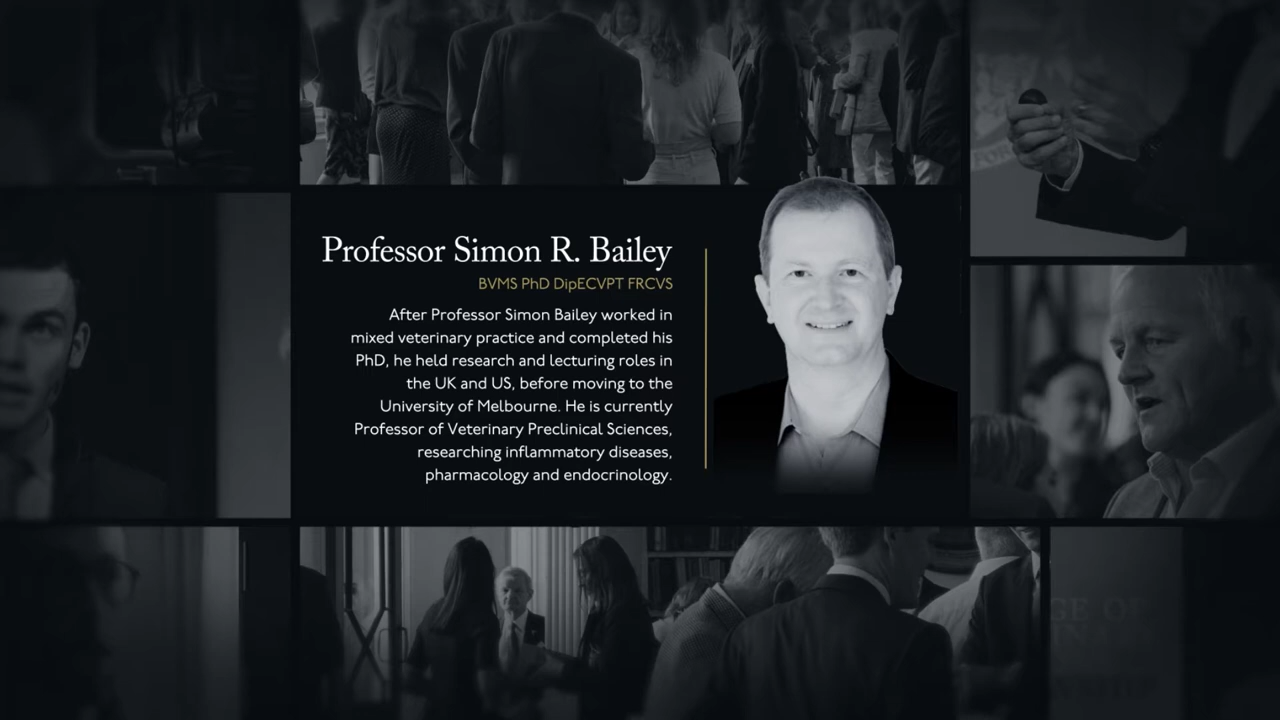 Professor Simon R. Bailey
BVMS PhD DipECVPT FRCVS
After Professor Simon Bailey worked in
mixed veterinary practice and completed his
PhD, he held research and lecturing roles in
the UK and US, before moving to the
University of Melbourne. He is currently
Professor of Veterinary Preclinical Sciences,
researching inflammatory diseases,
pharmacology and endocrinology.